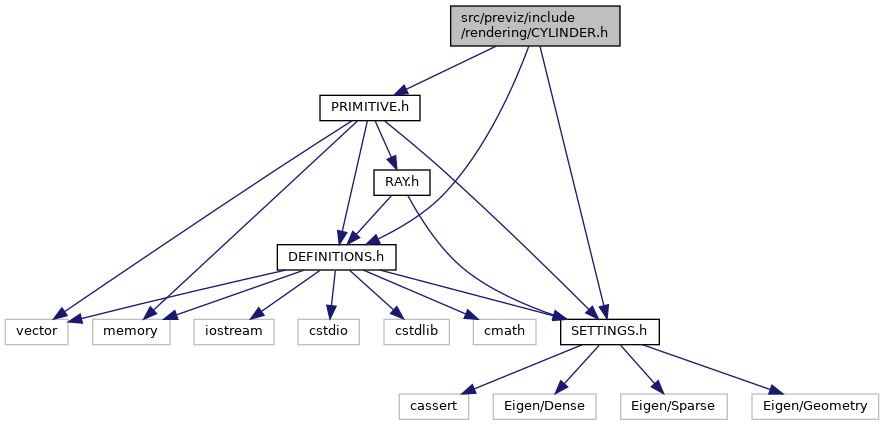 src/previz/include
/rendering/CYLINDER.h
PRIMITIVE.h
RAY.h
DEFINITIONS.h
vector
memory
iostream
cstdio
cstdlib
cmath
SETTINGS.h
cassert
Eigen/Dense
Eigen/Sparse
Eigen/Geometry